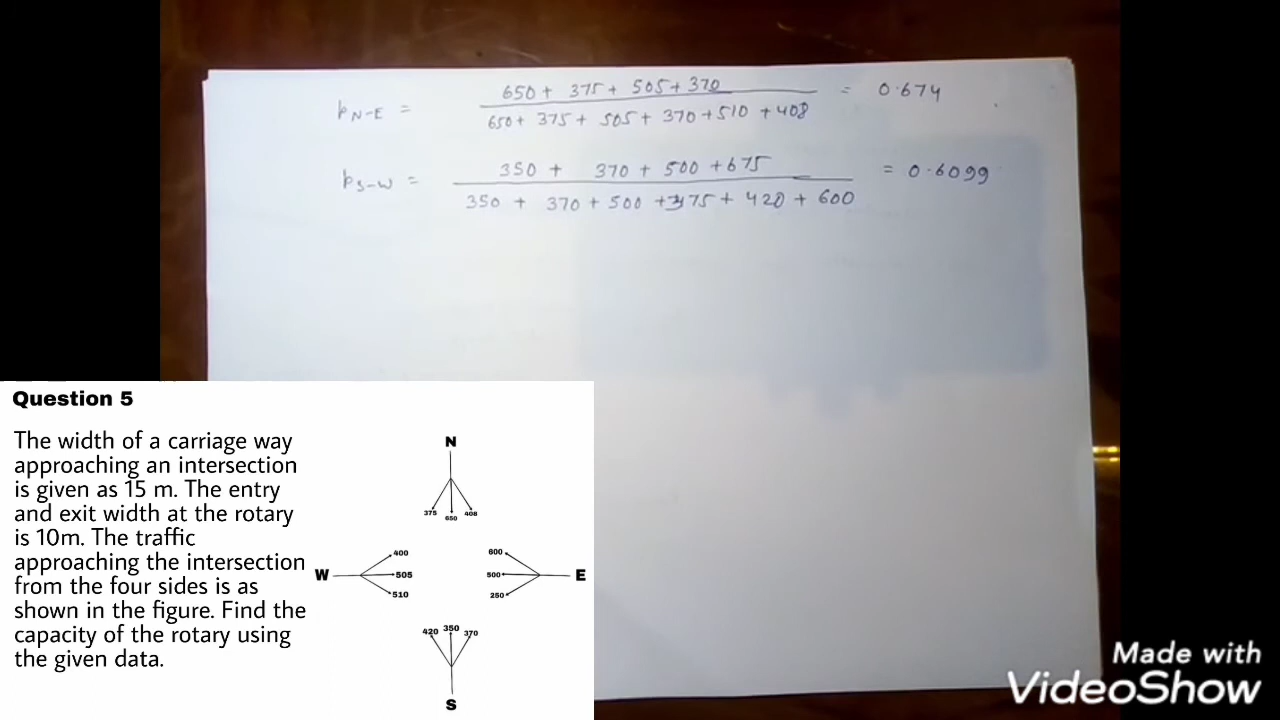 P N-E = 650 + 375 + 505 + 370 / 650 + 375 + 505 + 370 + 510 + 408 = 0.674
P S-W = 350 + 370 + 500 + 675 / 350 + 370 + 500 + 375 + 420 + 600 = 0.6099
Question 5
The width of a carriage way
approaching an intersection
is given as 15 m. The entry
and exit width at the rotary
is 10m. The traffic
approaching the intersection
from the four sides is as
shown in the figure. Find the
capacity of the rotary using
the given data.
N
375 650 408
400 600
W 505 500 E
510 250
420 350 370
S
Made with
VideoShow